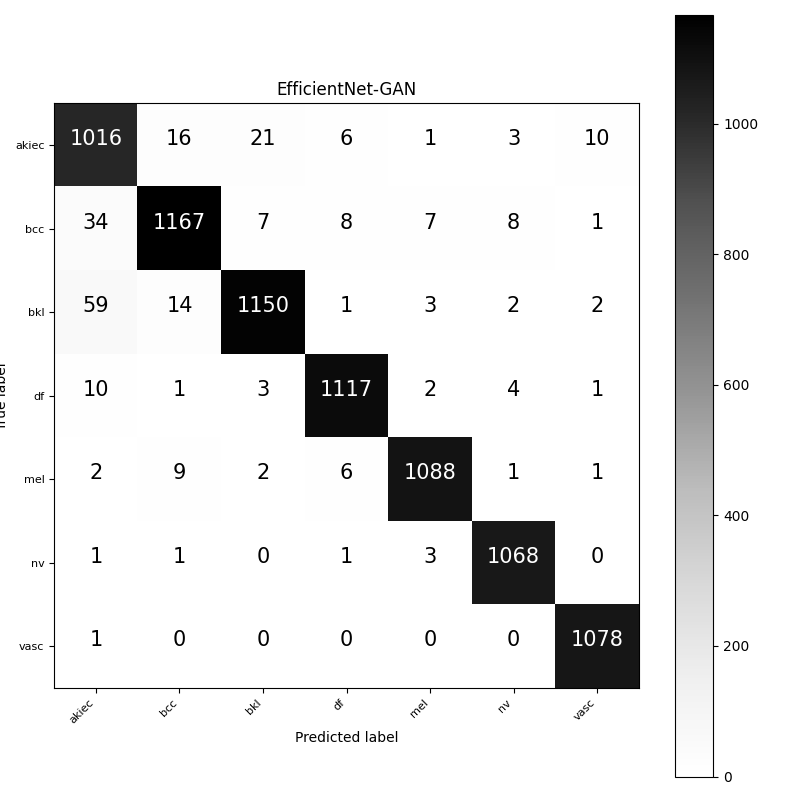 EfficientNet-GAN
akiec 1016 16 21 6 1 3 10
bcc 34 1167 7 8 7 8 1
bkl 59 14 1150 1 3 2 2
df 10 1 3 1117 2 4 1
mel 2 9 2 6 1088 1 1
nv 1 1 0 1 3 1068 0
vasc 1 0 0 0 0 0 1078
akiec bcc bkl df mel nv vasc
Predicted label
1000
800
600
400
200
0